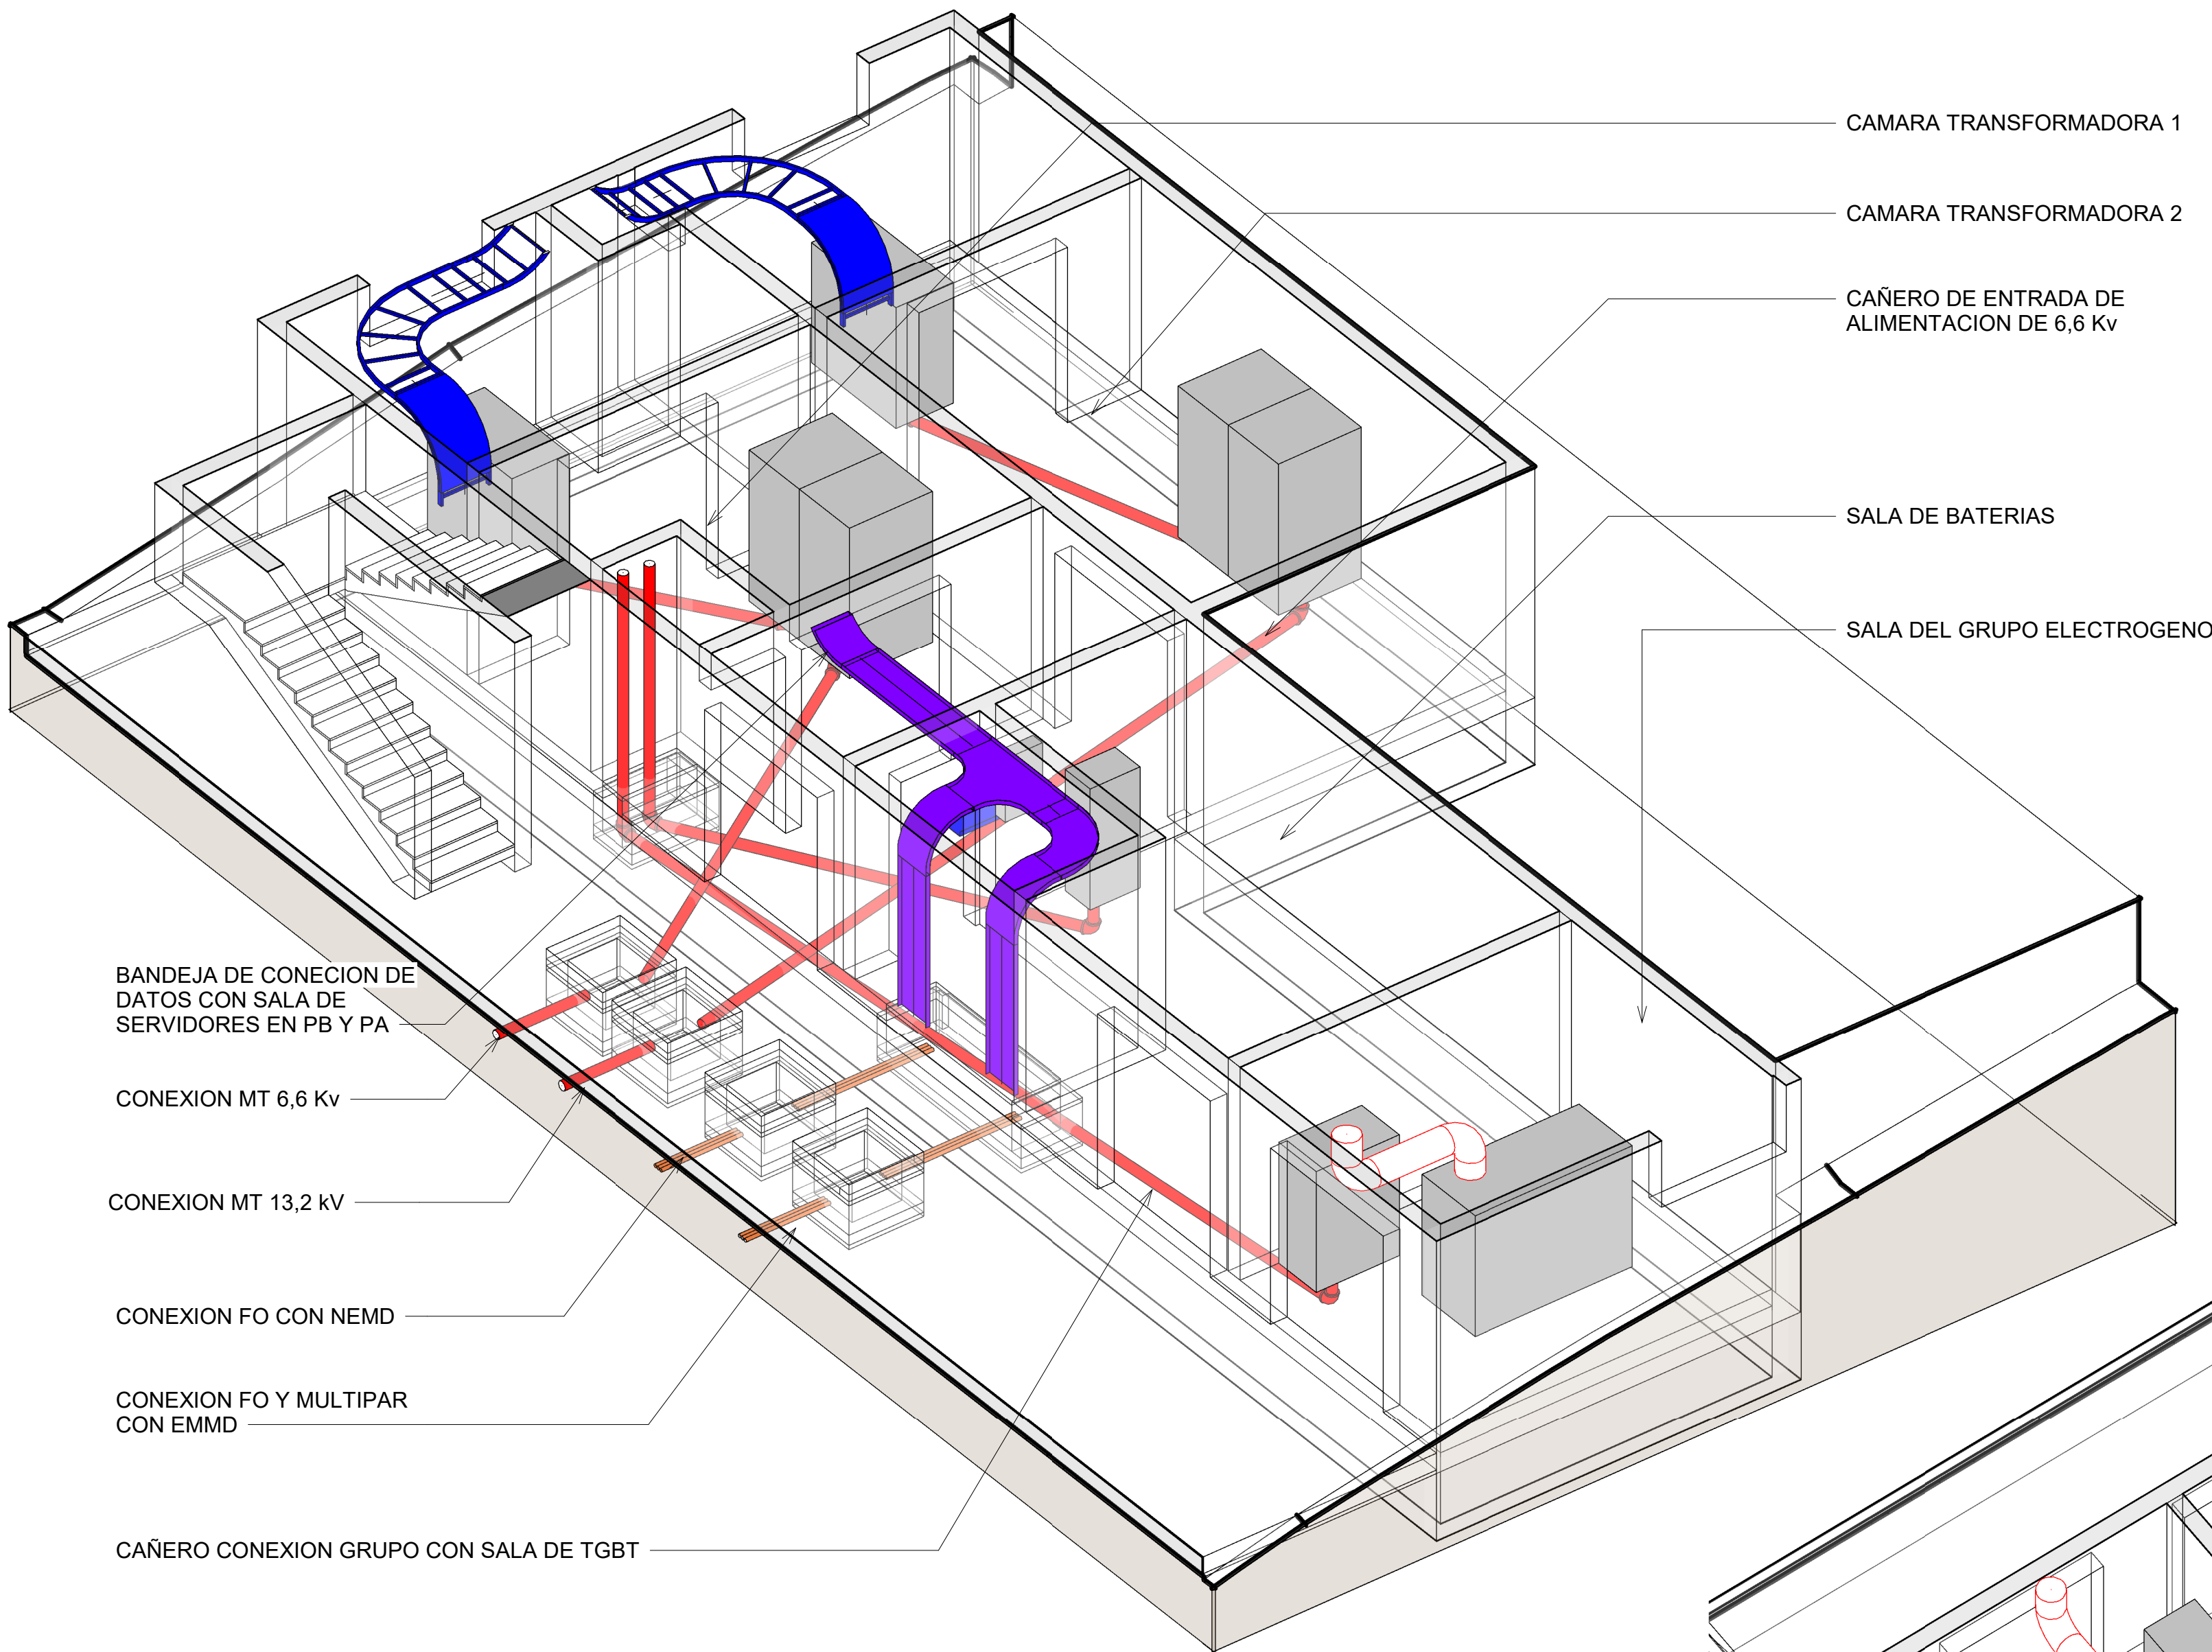 CAMARA TRANSFORMADORA 1
CAMARA TRANSFORMADORA 2
CAÑERO DE ENTRADA DE
ALIMENTACION DE 6,6 Kv
SALA DE BATERIAS
SALA DEL GRUPO ELECTROGENO
BANDEJA DE CONECION DE
DATOS CON SALA DE
SERVIDORES EN PB Y PA
CONEXION MT 6,6 Kv
CONEXION MT 13,2 kV
CONEXION FO CON NEMD
CONEXION FO Y MULTIPAR
CON EMMD
CAÑERO CONEXION GRUPO CON SALA DE TGBT